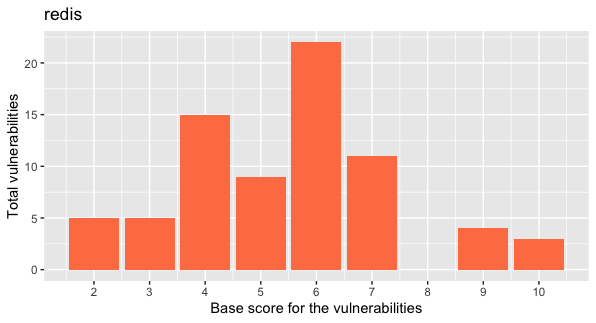 redis
Total vulnerabilities
20
15
10
5
0
2 3 4 5 6 7 8 9 10
Base score for the vulnerabilities